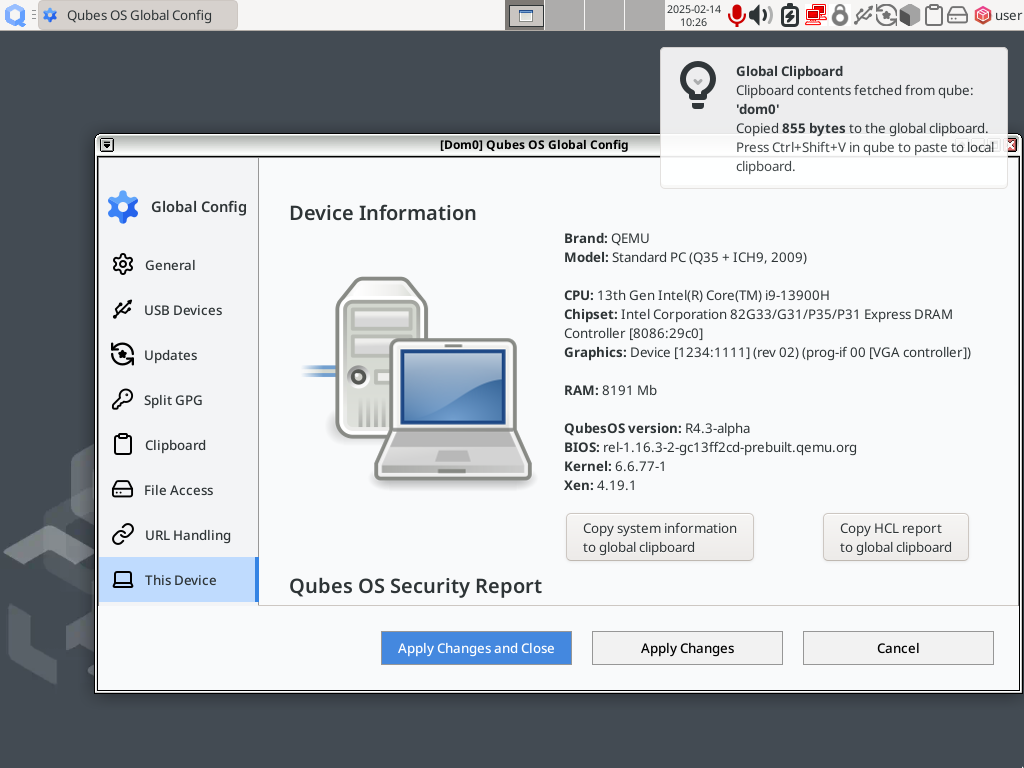 Qubes OS Global Config
2025-02-14
10:26
user
Global Clipboard
Clipboard contents fetched from qube:
'dom0'
Copied 855 bytes to the global clipboard.
Press Ctrl+Shift+V in qube to paste to local
clipboard.
[Dom0] Qubes OS Global Config
Global Config
General
USB Devices
Updates
Split GPG
Clipboard
File Access
URL Handling
This Device
Device Information
Brand: QEMU
Model: Standard PC (Q35 + ICH9, 2009)
CPU: 13th Gen Intel(R) Core(TM) i9-13900H
Chipset: Intel Corporation 82G33/G31/P35/P31 Express DRAM
Controller [8086:29c0]
Graphics: Device [1234:1111] (rev 02) (prog-if 00 [VGA controller])
RAM: 8191 Mb
QubesOS version: R4.3-alpha
BIOS: rel-1.16.3-2-gc13ff2cd-prebuilt.qemu.org
Kernel: 6.6.77-1
Xen: 4.19.1
Copy system information
to global clipboard
Copy HCL report
to global clipboard
Qubes OS Security Report
Apply Changes and Close
Apply Changes
Cancel